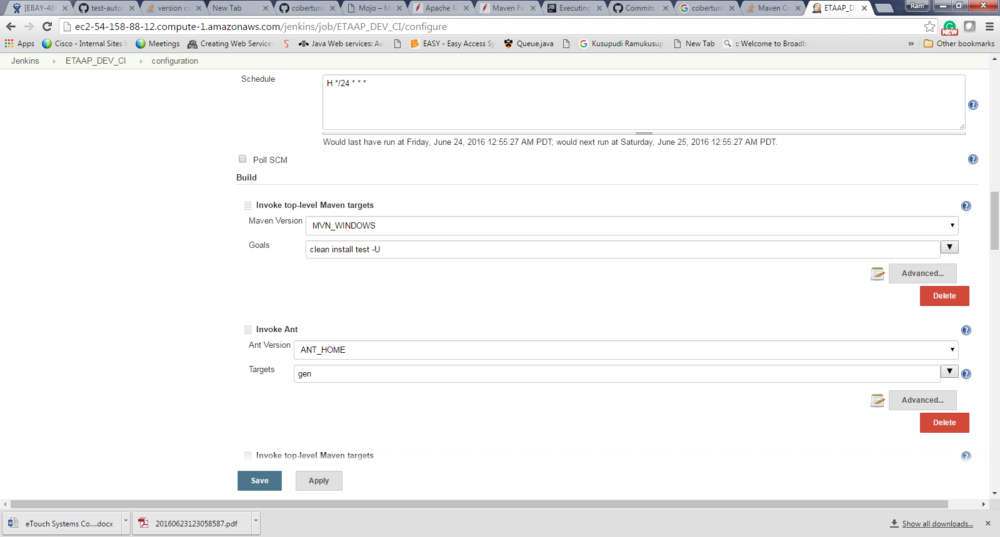 [EBAY-48
test-auto
version c
New Tab
cobertura
Mojo – M
Apache M
Maven Fa
Executing
Commits
cobertura
Maven C
ETAAP_D
Ram
ec2-54-158-88-12.compute-1.amazonaws.com/jenkins/job/ETAAP_DEV_CI/configure
NEW
Apps
Cisco - Internal Sites
Meetings
Creating Web Service
Java Web services: Ax
EASY - Easy Access Sy
Queue.java
Kusupudi Ramukusup
New Tab
:: Welcome to Broadb
»
Other bookmarks
Jenkins
ETAAP_DEV_CI
configuration
Schedule
H */24 * * *
Would last have run at Friday, June 24, 2016 12:55:27 AM PDT; would next run at Saturday, June 25, 2016 12:55:27 AM PDT.
Poll SCM
Build
Invoke top-level Maven targets
Maven Version
MVN_WINDOWS
Goals
clean install test -U
Advanced...
Delete
Invoke Ant
Ant Version
ANT_HOME
Targets
gen
Advanced...
Delete
Invoke top-level Maven targets
Save
Apply
eTouch Systems Co....docx
20160623123058587.pdf
Show all downloads...